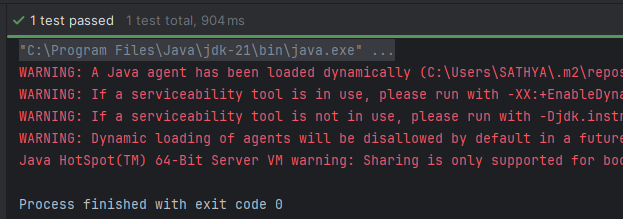 1 test passed 1 test total, 904 ms
"C:\Program Files\Java\jdk-21\bin\java.exe" ...
WARNING: A Java agent has been loaded dynamically (C:\Users\SATHYA\.m2\repos
WARNING: If a serviceability tool is in use, please run with -XX:+EnableDyna
WARNING: If a serviceability tool is not in use, please run with -Djdk.instr
WARNING: Dynamic loading of agents will be disallowed by default in a future
Java HotSpot(TM) 64-Bit Server VM warning: Sharing is only supported for boo
Process finished with exit code 0